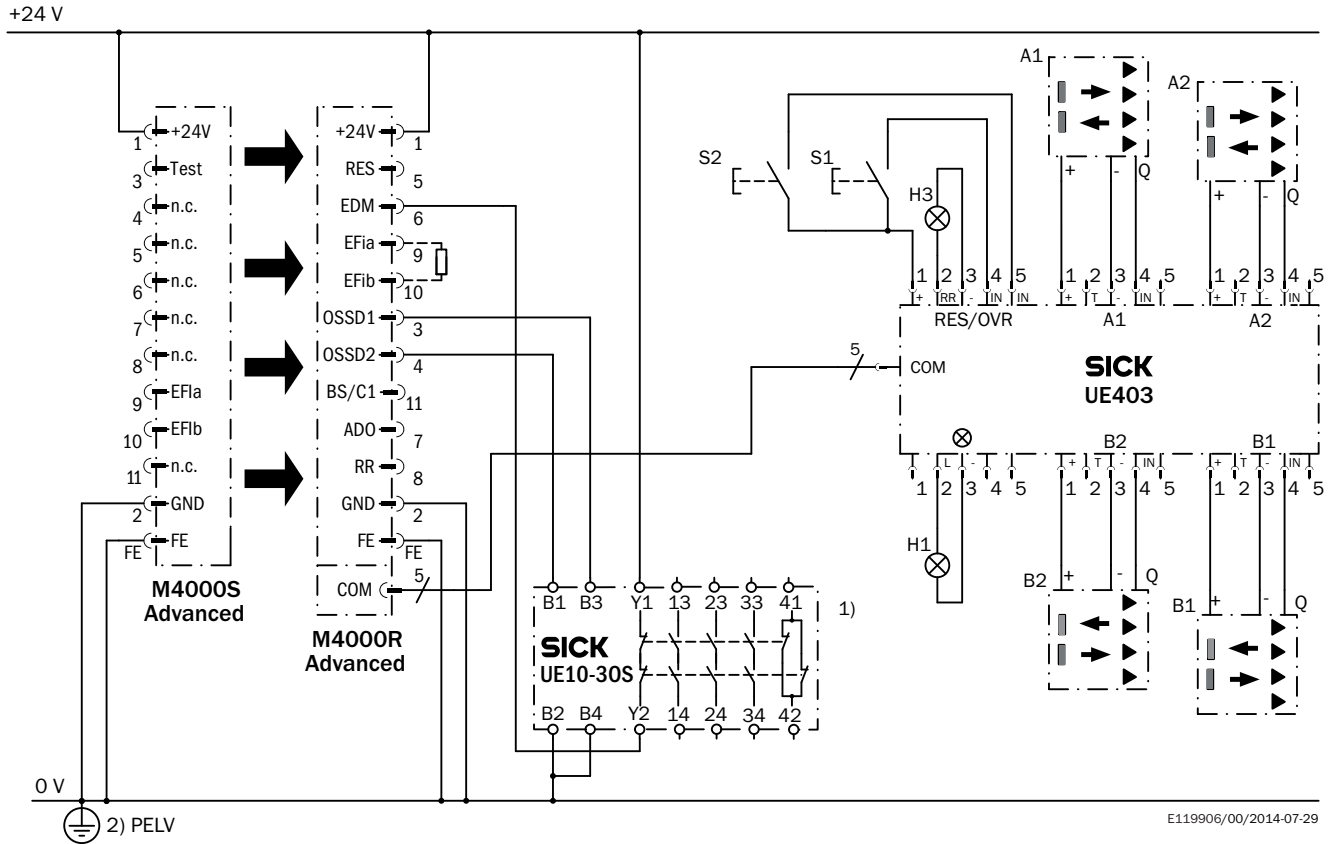 +24 V
1 +24V
3 Test
4 n.c.
5 n.c.
6 n.c.
7 n.c.
8 n.c.
9 EFIa
10 EFIb
11 n.c.
2 GND
FE FE
M4000S
Advanced
+24V 1
RES 5
EDM 6
EFia 9
EFib 10
OSSD1 3
OSSD2 4
BS/C1 11
ADO 7
RR 8
GND 2
FE FE
COM 5
M4000R
Advanced
B1 B3 Y1 13 23 33 41
1)
SICK
UE10-30S
B2 B4 Y2 14 24 34 42
S2
S1
H3
A1
+ - Q
A2
+ - Q
1 2 3 4 5
+ RR - IN IN
RES/OVR
1 2 3 4 5
+ T - IN
A1
1 2 3 4 5
+ T - IN
A2
5
COM
SICK
UE403
L -
1 2 3 4 5
H1
B2
+ T - IN
1 2 3 4 5
B1
+ T - IN
1 2 3 4 5
B2
+ - Q
B1
+ - Q
0 V
2) PELV
E119906/00/2014-07-29